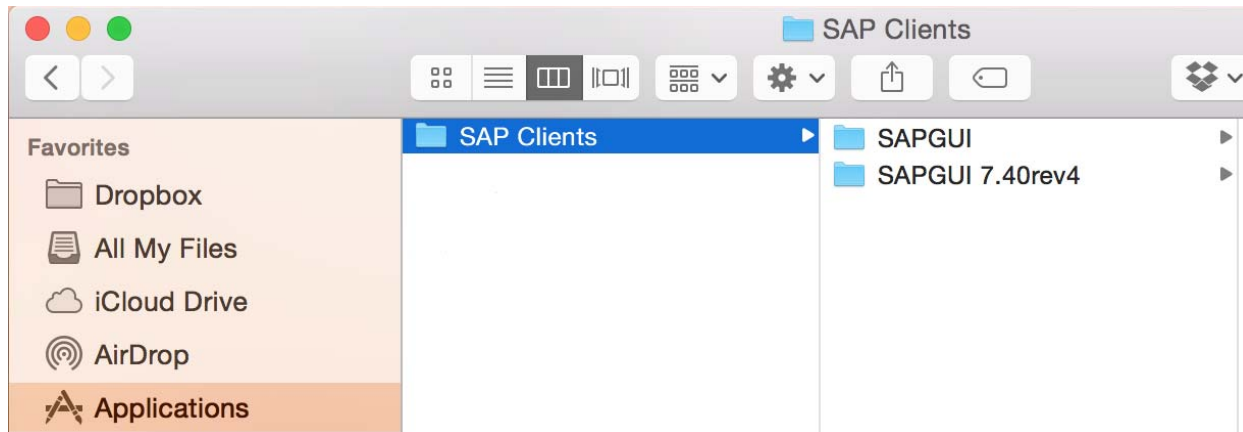 SAP Clients
Favorites
Dropbox
All My Files
iCloud Drive
AirDrop
Applications
SAP Clients
SAPGUI
SAPGUI 7.40rev4